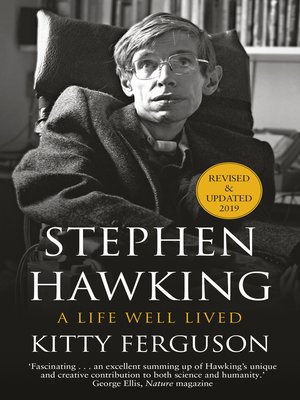 REVISED
&
UPDATED
2019
STEPHEN
HAWKING
A LIFE WELL LIVED
KITTY FERGUSON
‘Fascinating . . . an excellent summing up of Hawking’s unique
and creative contribution to both science and humanity.’
George Ellis, Nature magazine